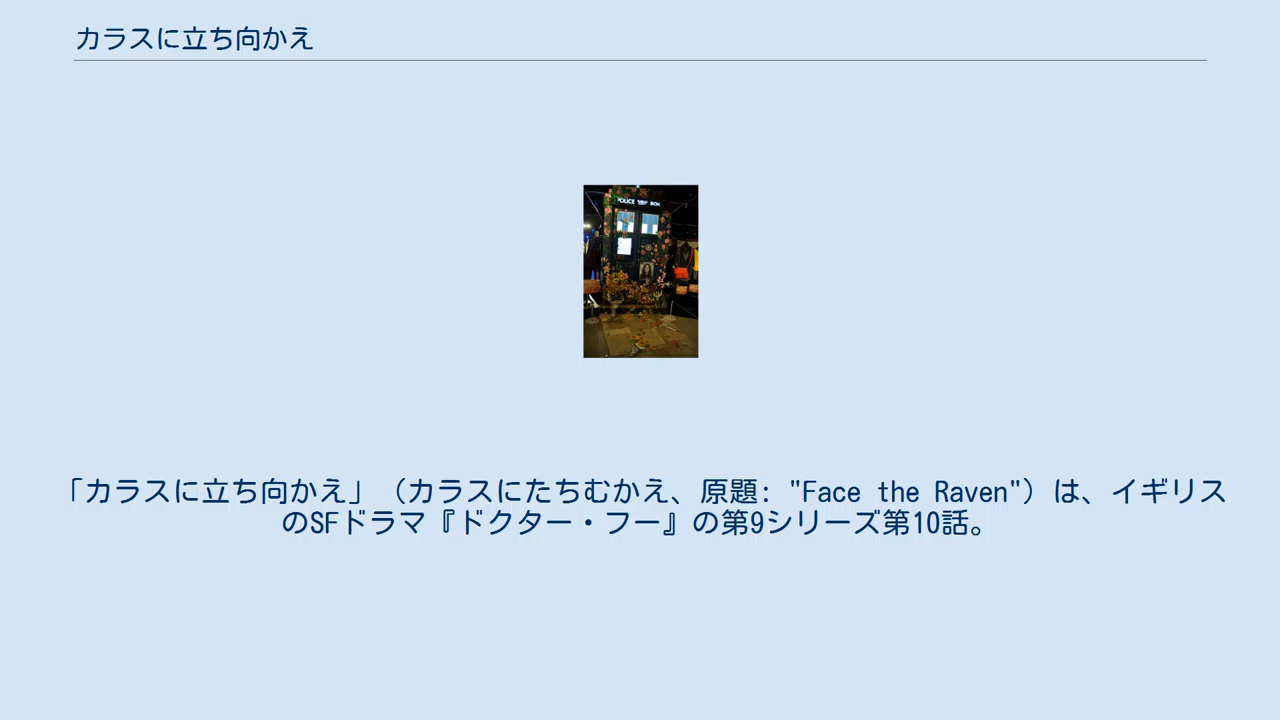 カラスに立ち向かえ
POLICE BOX
「カラスに立ち向かえ」（カラスにたちむかえ、原題: "Face the Raven"）は、イギリス
のSFドラマ『ドクター・フー』の第9シリーズ第10話。